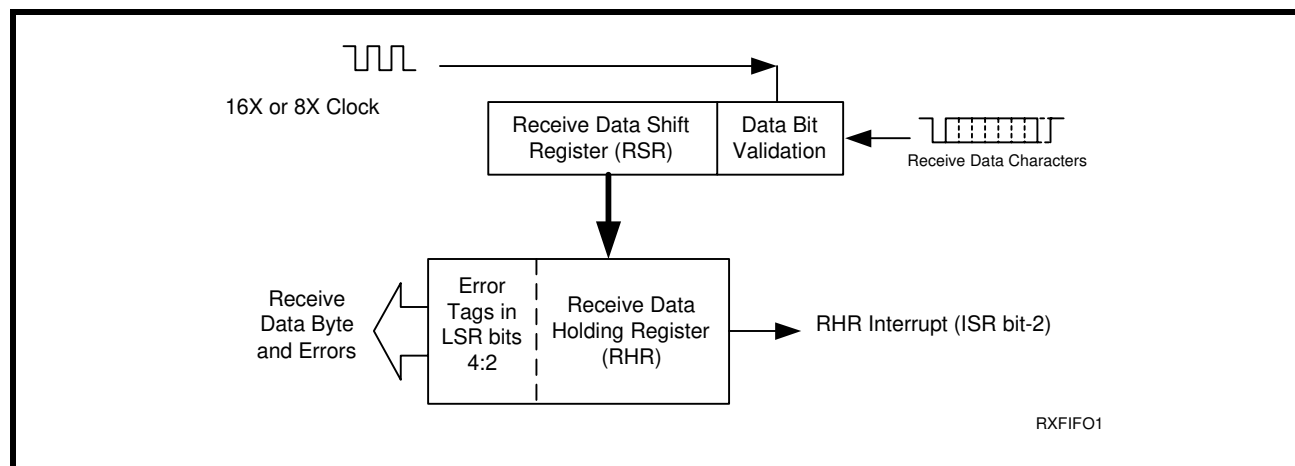 16X or 8X Clock
Receive Data Shift
Register (RSR)
Data Bit
Validation
Receive Data Characters
Receive
Data Byte
and Errors
Error
Tags in
LSR bits
4:2
Receive Data
Holding Register
(RHR)
RHR Interrupt (ISR bit-2)
RXFIFO1